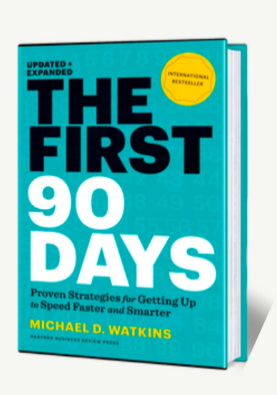 UPDATED +
EXPANDED
INTERNATIONAL
BESTSELLER
THE
FIRST
90
DAYS
Proven Strategies for Getting Up
to Speed Faster and Smarter
MICHAEL D. WATKINS
HARVARD BUSINESS REVIEW PRESS